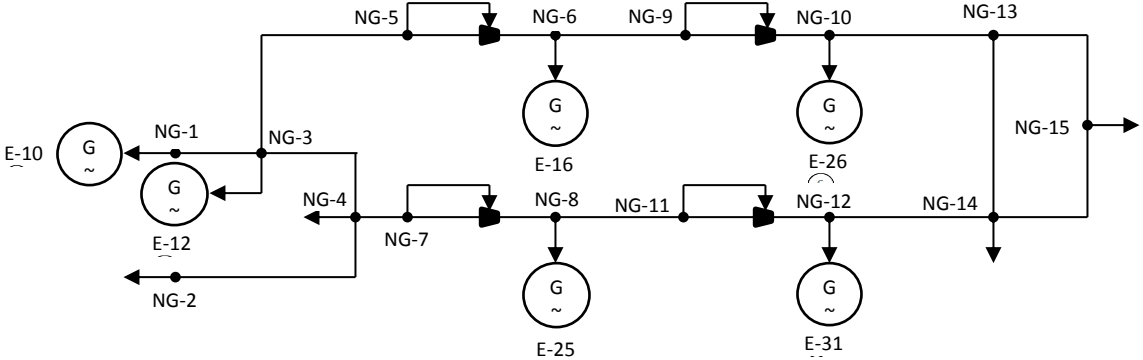 NG-5
NG-6
NG-9
NG-10
NG-13
G
~
G
~
E-16
E-26
E-10
G
~
NG-1
NG-3
G
~
E-12
NG-15
NG-4
NG-7
NG-8
NG-11
NG-12
NG-14
NG-2
G
~
E-25
G
~
E-31